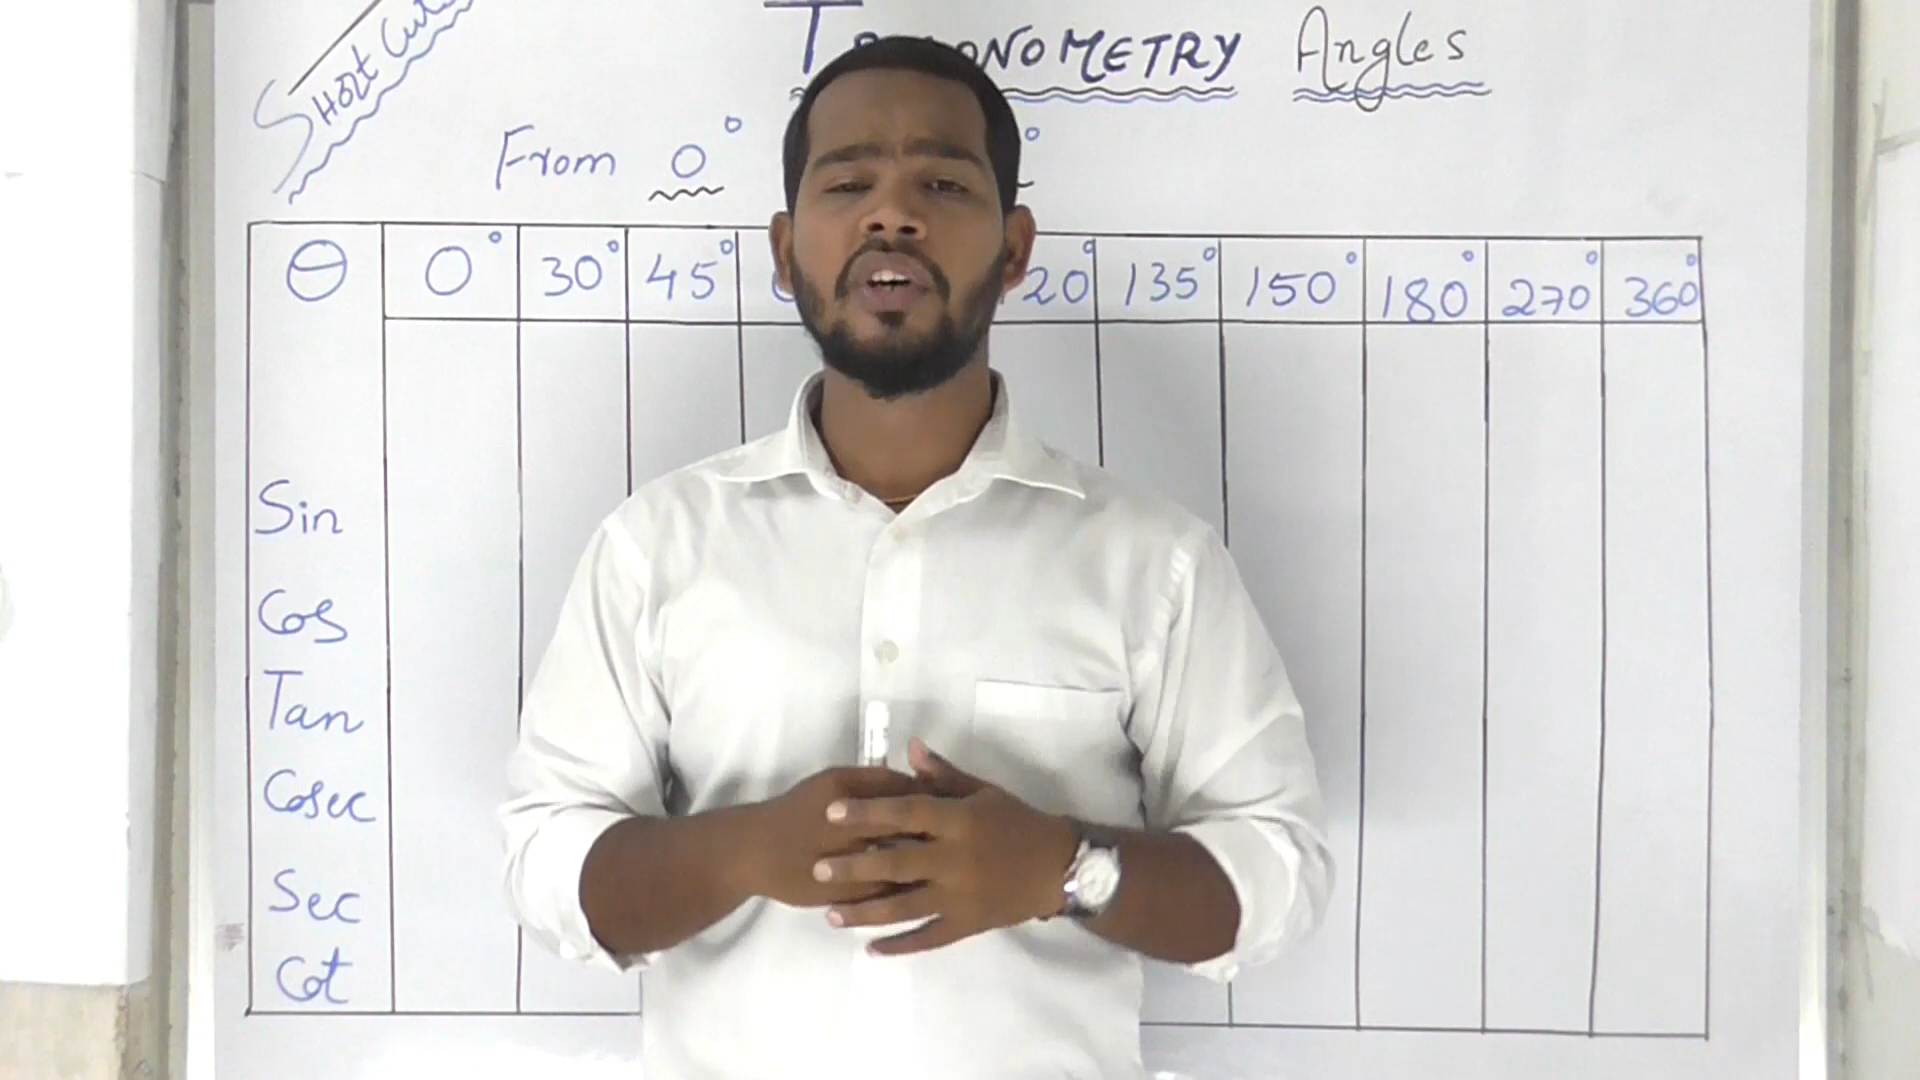 Short Cut
TRIGONOMETRY Angles
From 0°
θ 0° 30° 45° 120° 135° 150° 180° 270° 360°
Sin
Cos
Tan
Cosec
Sec
Cot